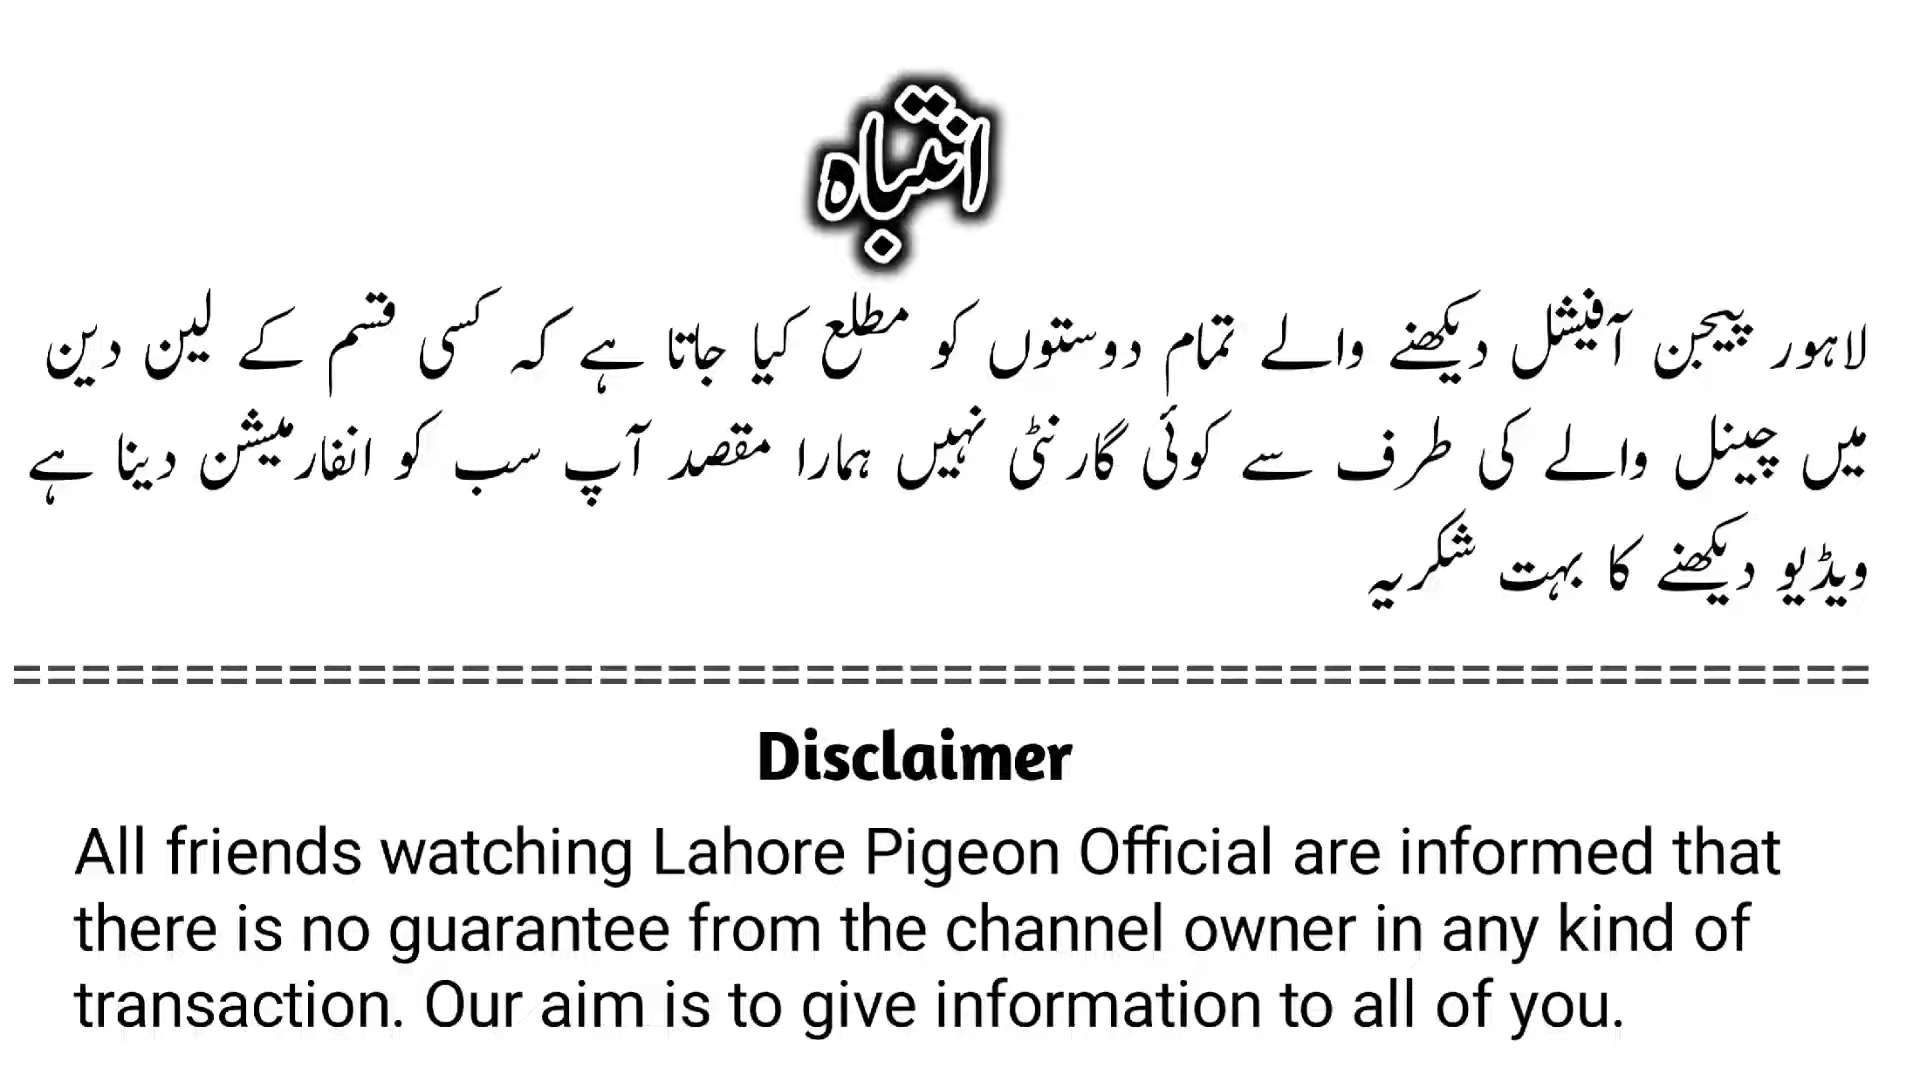 انتباہ
لاہور پیجبن آفیشل دیکھنے والے تمام دوستوں کو مطلع کیا جاتا ہے کہ کسی قسم کے لین دین
میں چینل والے کی طرف سے کوئی گارنٹی نہیں ہمارا مقصد آپ سب کو انفارمیشن دینا ہے
ویڈیو دیکھنے کا بہت شکریہ
======================================================
Disclaimer
All friends watching Lahore Pigeon Official are informed that
there is no guarantee from the channel owner in any kind of
transaction. Our aim is to give information to all of you.